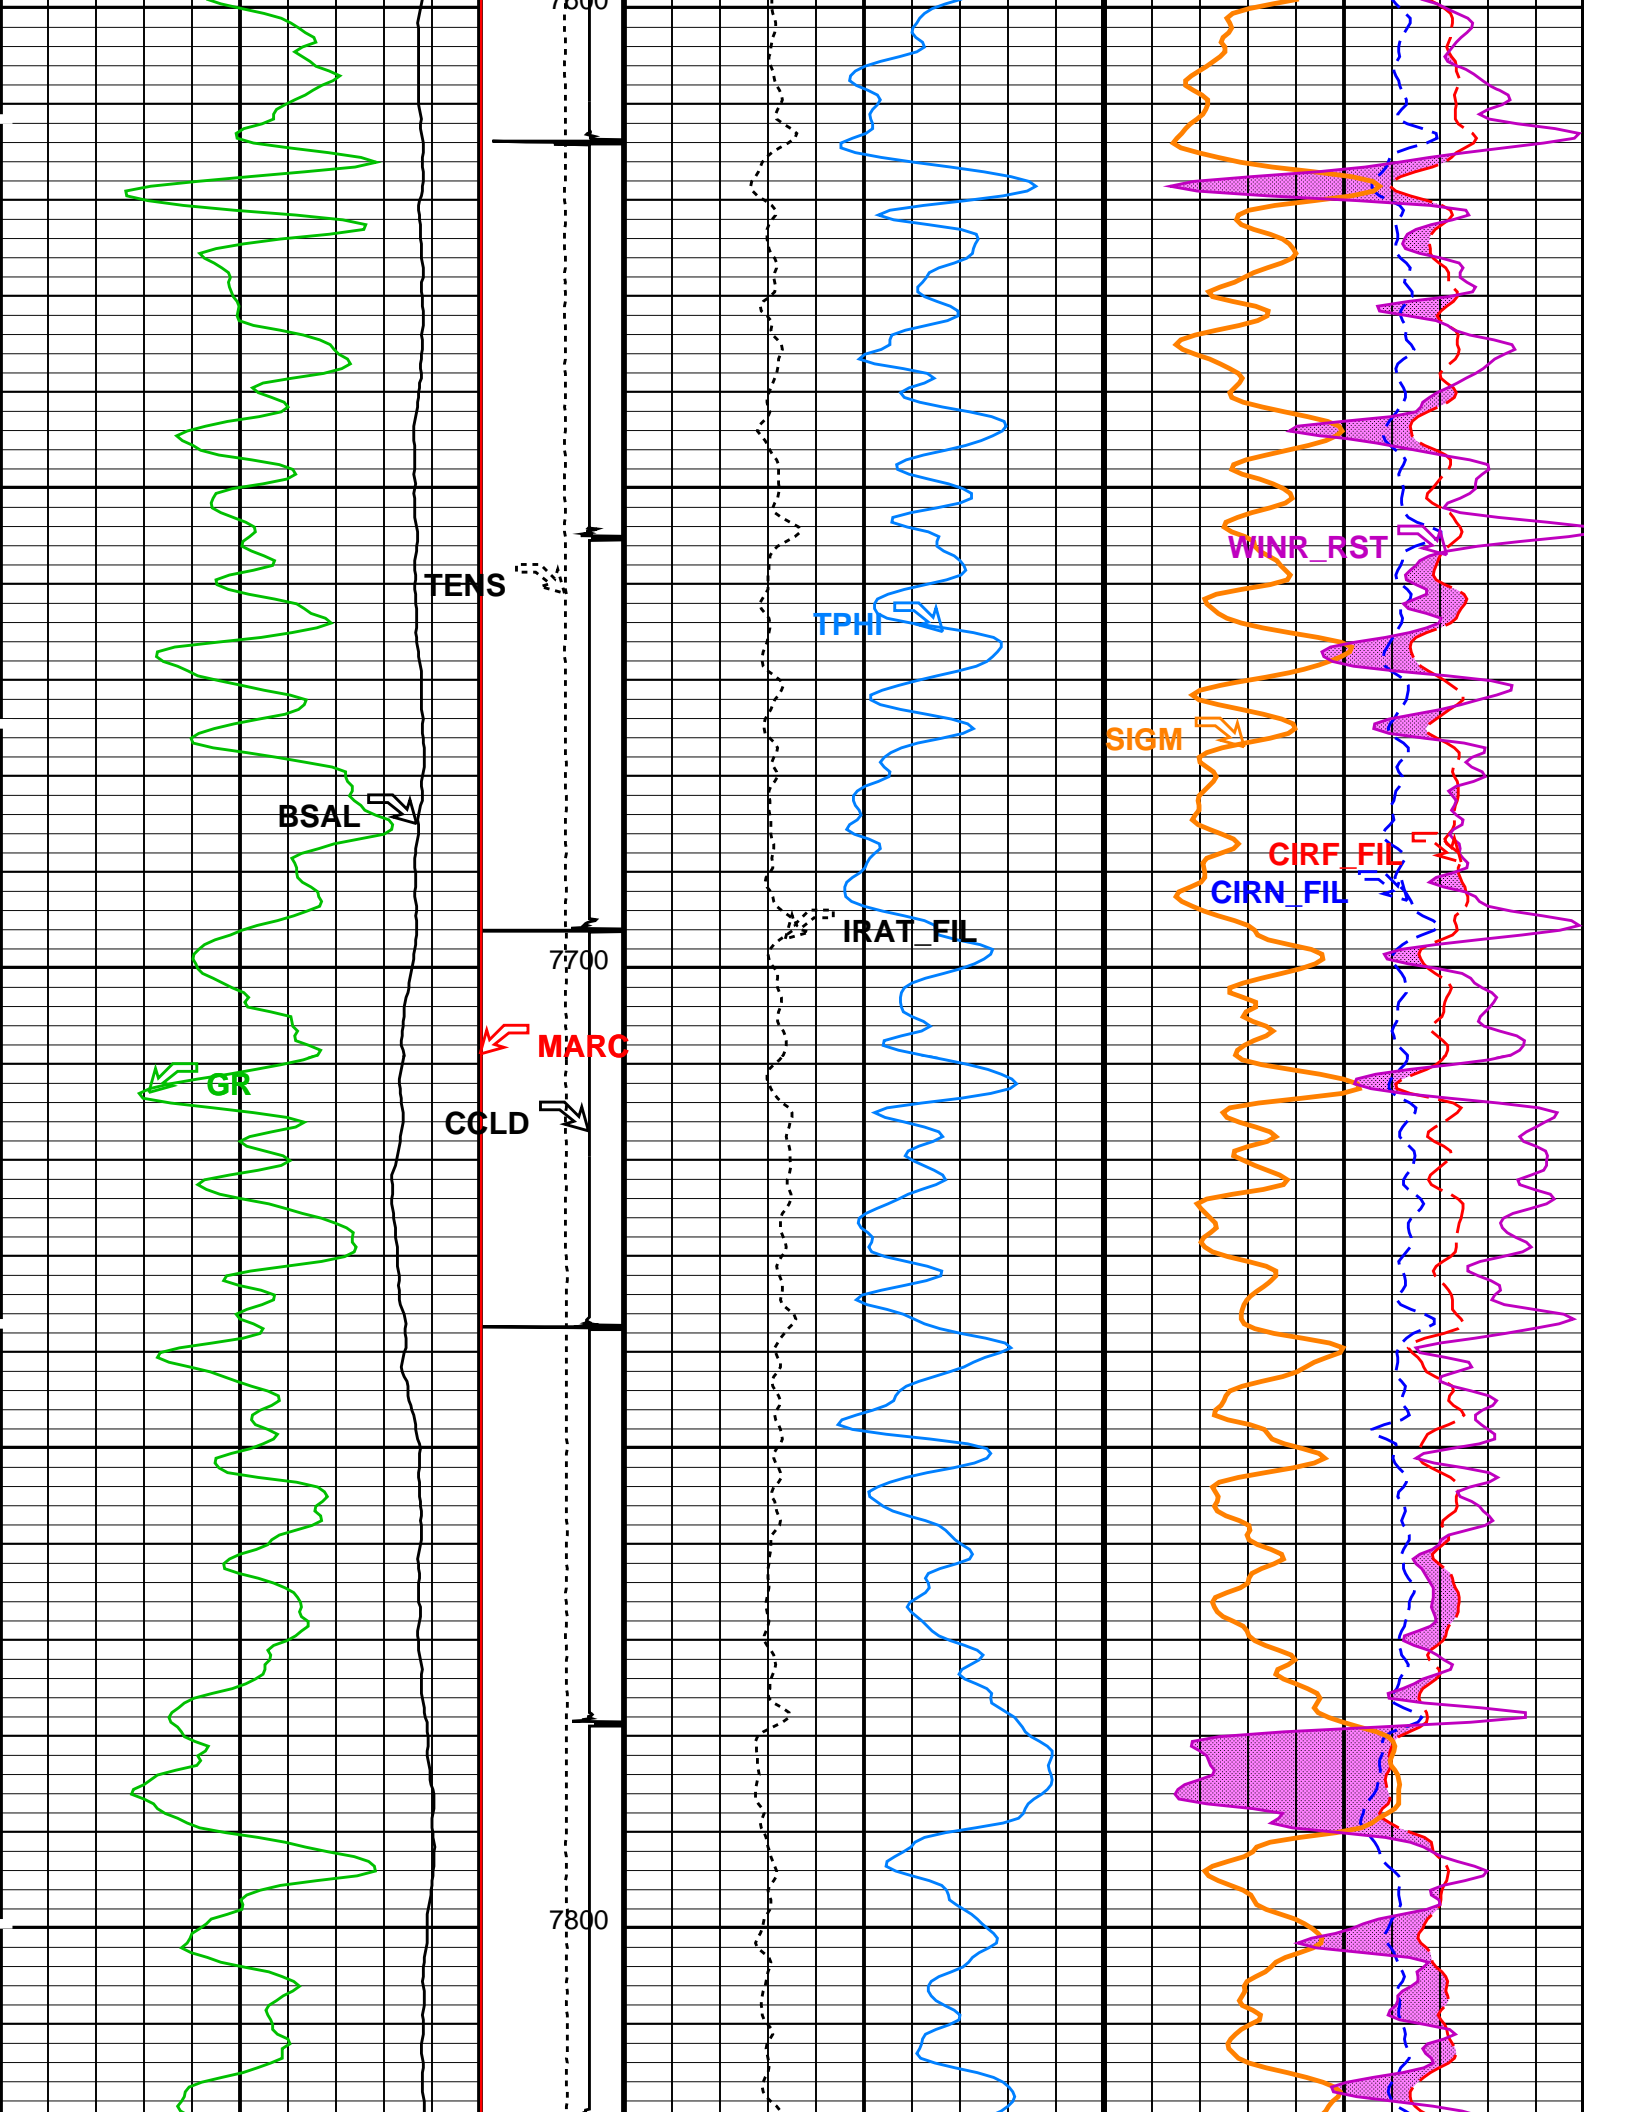 7600
WINR_RST
TENS
TPHI
SIGM
BSAL
CIRF_FIL
CIRN_FIL
IRAT_FIL
7700
MARC
GR
CCLD
7800